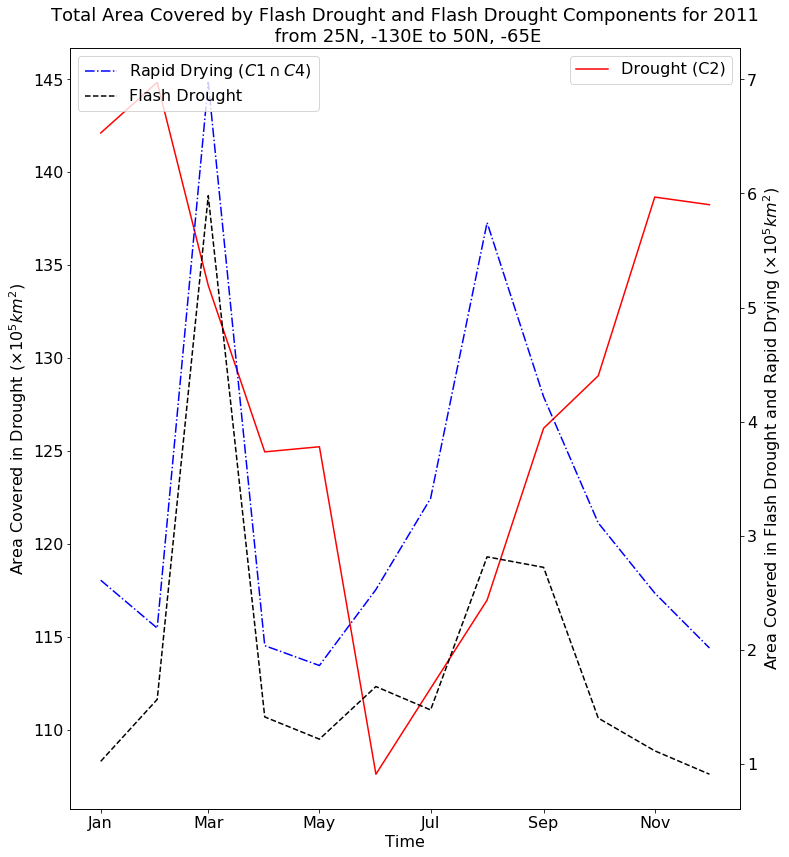 Total Area Covered by Flash Drought and Flash Drought Components for 2011
from 25N, -130E to 50N, -65E
Rapid Drying (C1 ∩ C4)
Flash Drought
Drought (C2)
Area Covered in Drought (×10⁵km²)
145
140
135
130
125
120
115
110
Area Covered in Flash Drought and Rapid Drying (×10⁵km²)
7
6
5
4
3
2
1
Jan Mar May Jul Sep Nov
Time